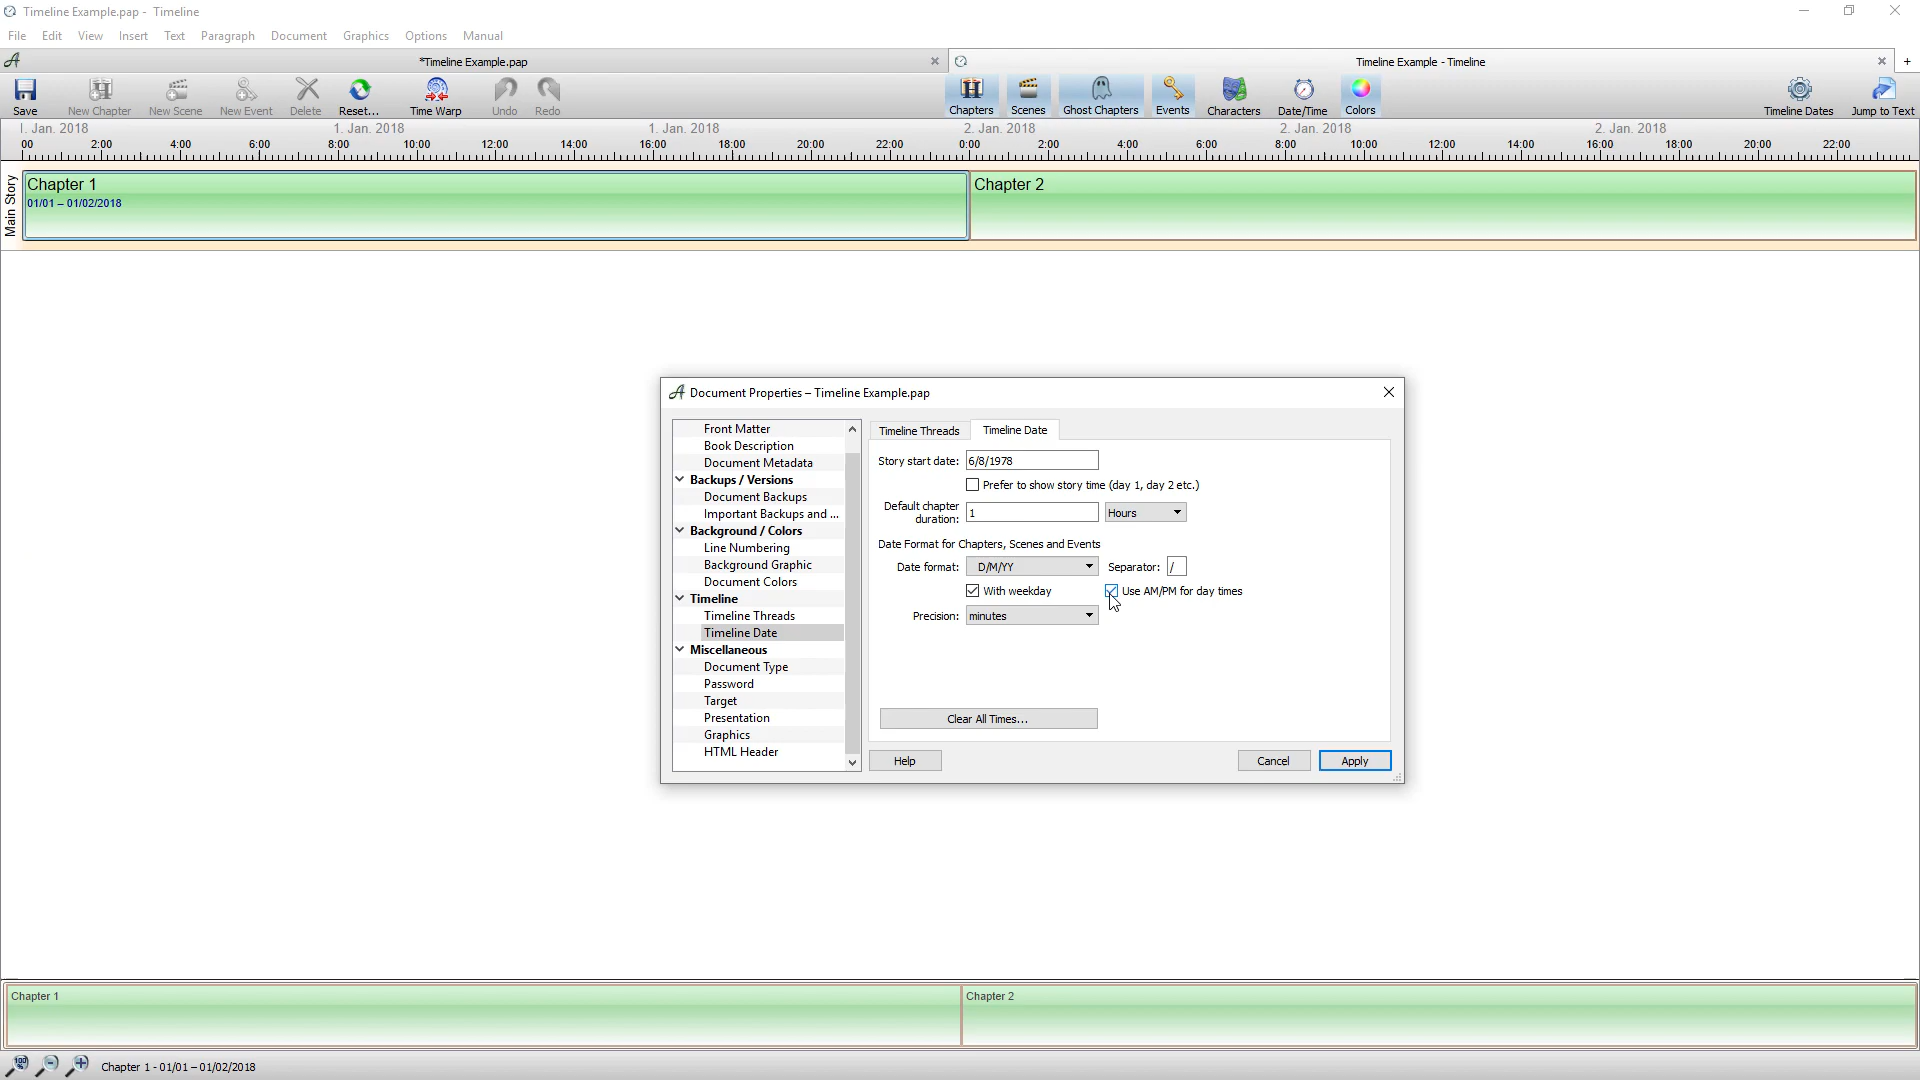 Timeline Example.pap - Timeline
File Edit View Insert Text Paragraph Document Graphics Options Manual
*Timeline Example.pap
Timeline Example - Timeline
Save New Chapter New Scene New Event Delete Reset... Time Warp Undo Redo
Chapters Scenes Ghost Chapters Events Characters Date/Time Colors
Timeline Dates Jump to Text
. Jan. 2018 1. Jan. 2018 1. Jan. 2018 2. Jan. 2018 2. Jan. 2018 2. Jan. 2018
00 2:00 4:00 6:00 8:00 10:00 12:00 14:00 16:00 18:00 20:00 22:00 0:00 2:00 4:00 6:00 8:00 10:00 12:00 14:00 16:00 18:00 20:00 22:00
Main Story
Chapter 1
01/01 – 01/02/2018
Chapter 2
Document Properties – Timeline Example.pap
Front Matter
Book Description
Document Metadata
Backups / Versions
Document Backups
Important Backups and ...
Background / Colors
Line Numbering
Background Graphic
Document Colors
Timeline
Timeline Threads
Timeline Date
Miscellaneous
Document Type
Password
Target
Presentation
Graphics
HTML Header
Timeline Threads Timeline Date
Story start date: 6/8/1978
Prefer to show story time (day 1, day 2 etc.)
Default chapter
duration: 1 Hours
Date Format for Chapters, Scenes and Events
Date format: D/M/YY Separator: /
With weekday Use AM/PM for day times
Precision: minutes
Clear All Times...
Help Cancel Apply
Chapter 1 Chapter 2
100
%
Chapter 1 - 01/01 – 01/02/2018